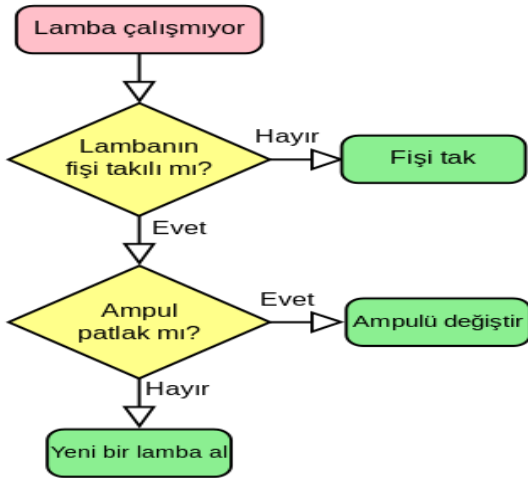 Lamba çalışmıyor
Lambanın
fişi takılı mı?
Hayır
Fişi tak
Evet
Ampul
patlak mı?
Evet
Ampulü değiştir
Hayır
Yeni bir lamba al